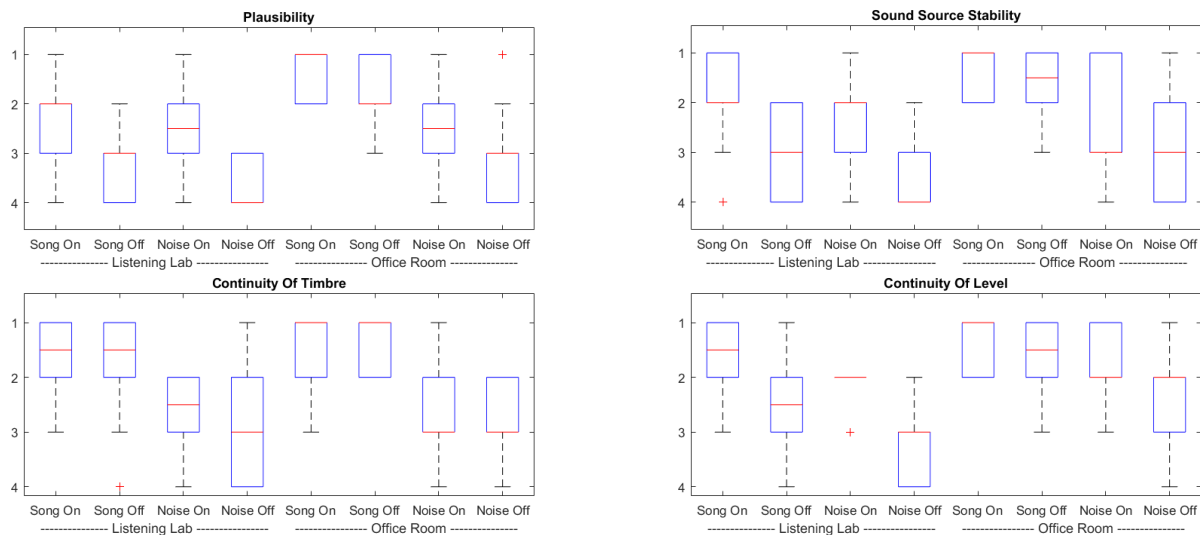 Plausibility
1
2
3
4
Song On Song Off Noise On Noise Off Song On Song Off Noise On Noise Off
--------------- Listening Lab --------------- --------------- Office Room ---------------
Sound Source Stability
1
2
3
4
Song On Song Off Noise On Noise Off Song On Song Off Noise On Noise Off
--------------- Listening Lab --------------- --------------- Office Room ---------------
Continuity Of Timbre
1
2
3
4
Song On Song Off Noise On Noise Off Song On Song Off Noise On Noise Off
--------------- Listening Lab --------------- --------------- Office Room ---------------
Continuity Of Level
1
2
3
4
Song On Song Off Noise On Noise Off Song On Song Off Noise On Noise Off
--------------- Listening Lab --------------- --------------- Office Room ---------------